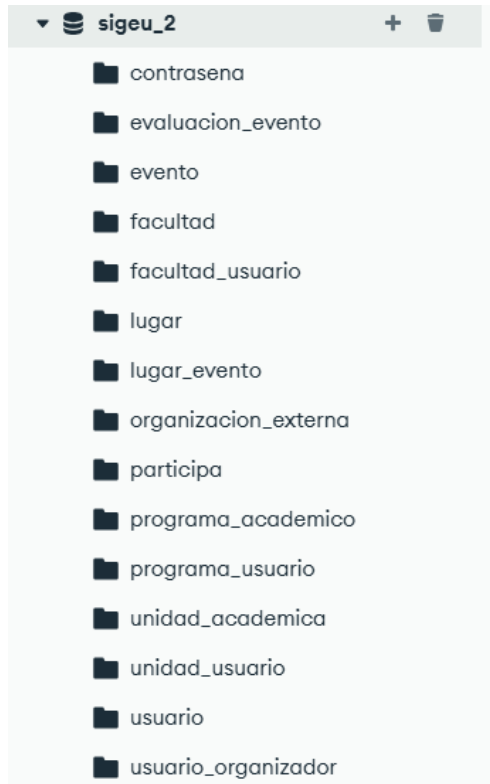 sigeu_2
contrasena
evaluacion_evento
evento
facultad
facultad_usuario
lugar
lugar_evento
organizacion_externa
participa
programa_academico
programa_usuario
unidad_academica
unidad_usuario
usuario
usuario_organizador